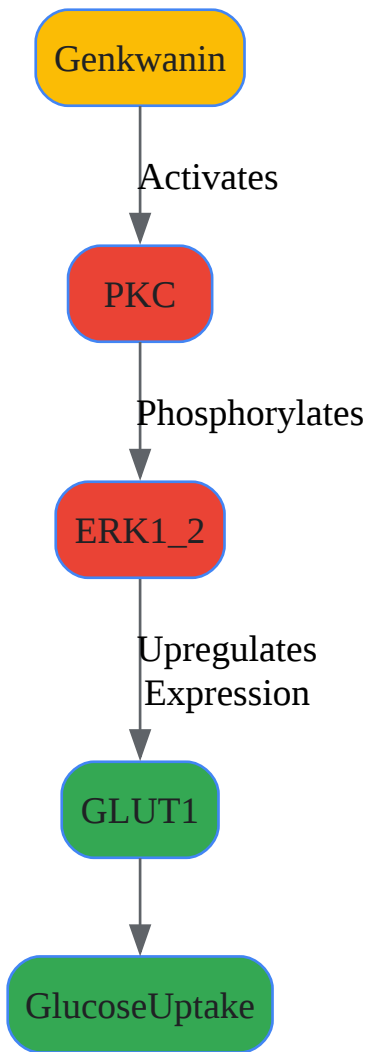 Genkwanin
Activates
PKC
Phosphorylates
ERK1_2
Upregulates
Expression
GLUT1
GlucoseUptake